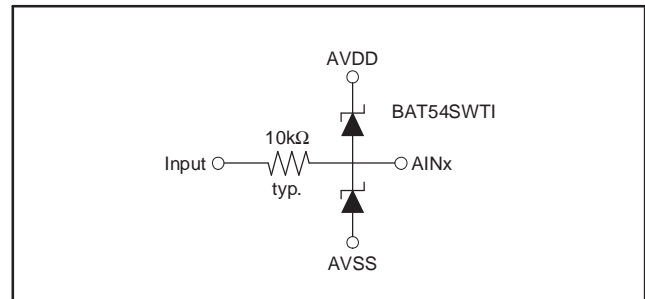 AVDD
BAT54SWTI
10kΩ
Input
AINx
typ.
AVSS